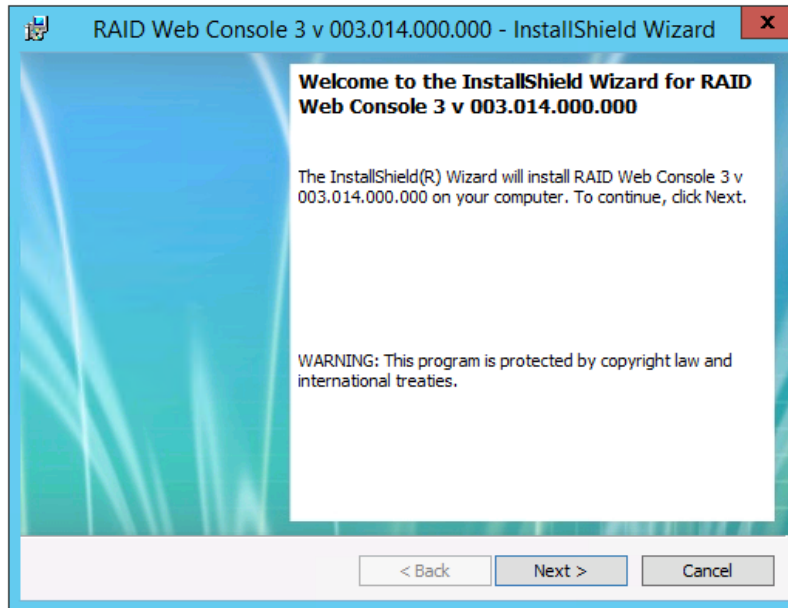 RAID Web Console 3 v 003.014.000.000 - InstallShield Wizard
x
Welcome to the InstallShield Wizard for RAID
Web Console 3 v 003.014.000.000
The InstallShield(R) Wizard will install RAID Web Console 3 v
003.014.000.000 on your computer. To continue, click Next.
WARNING: This program is protected by copyright law and
international treaties.
< Back
Next >
Cancel